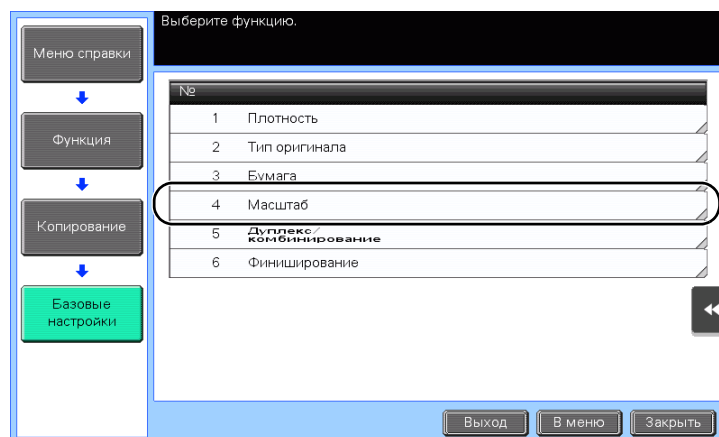 Выберите функцию.
Меню справки
Функция
Копирование
Базовые
настройки
№
1 Плотность
2 Тип оригинала
3 Бумага
4 Масштаб
5 Дуплекс/
комбинирование
6 Финиширование
Выход
В меню
Закрыть